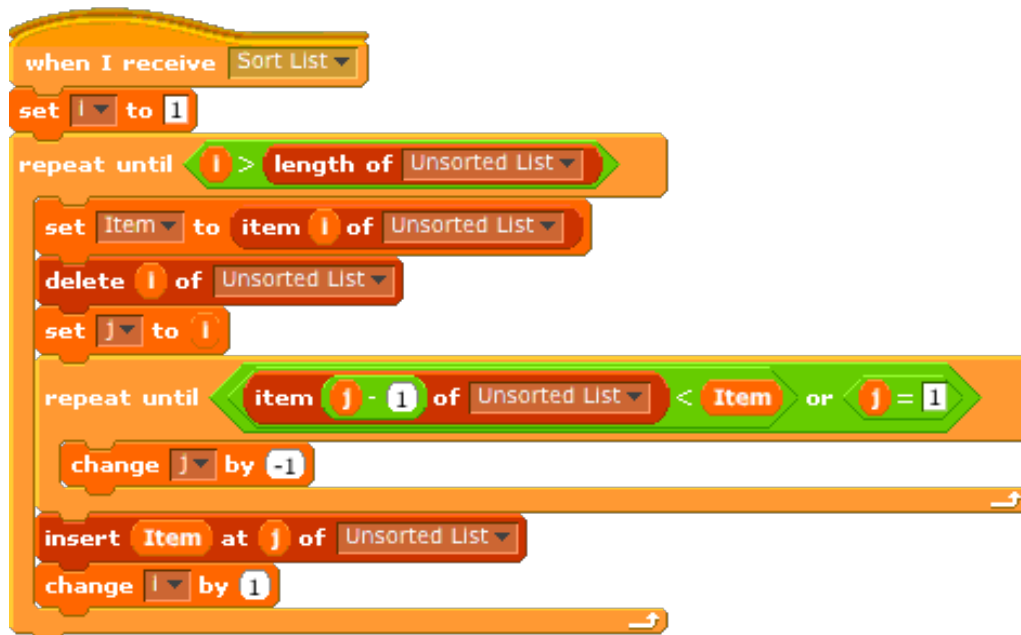 when I receive Sort List
set i to 1
repeat until i > length of Unsorted List
set Item to item i of Unsorted List
delete i of Unsorted List
set j to i
repeat until item j - 1 of Unsorted List < Item or j = 1
change j by -1
insert Item at j of Unsorted List
change i by 1